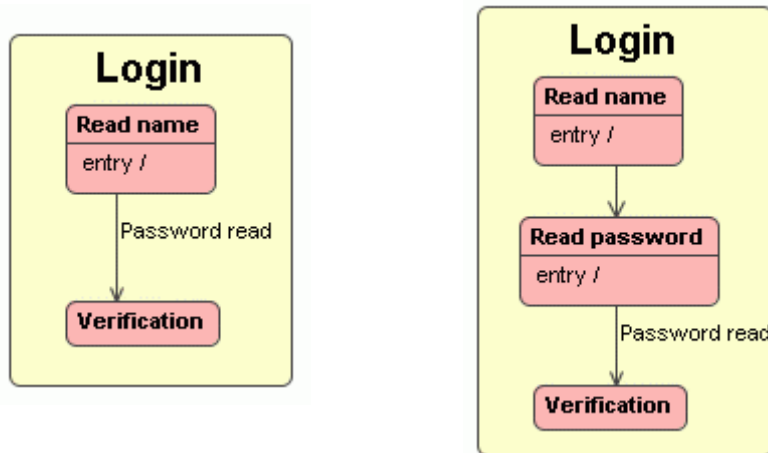 Login
Read name
entry /
Password read
Verification
Login
Read name
entry /
Read password
entry /
Password read
Verification